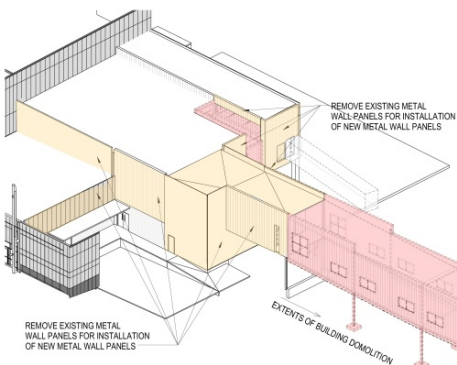 REMOVE EXISTING METAL
WALL PANELS FOR INSTALLATION
OF NEW METAL WALL PANELS
EXTENTS OF BUILDING DOMOLITION
REMOVE EXISTING METAL
WALL PANELS FOR INSTALLATION
OF NEW METAL WALL PANELS